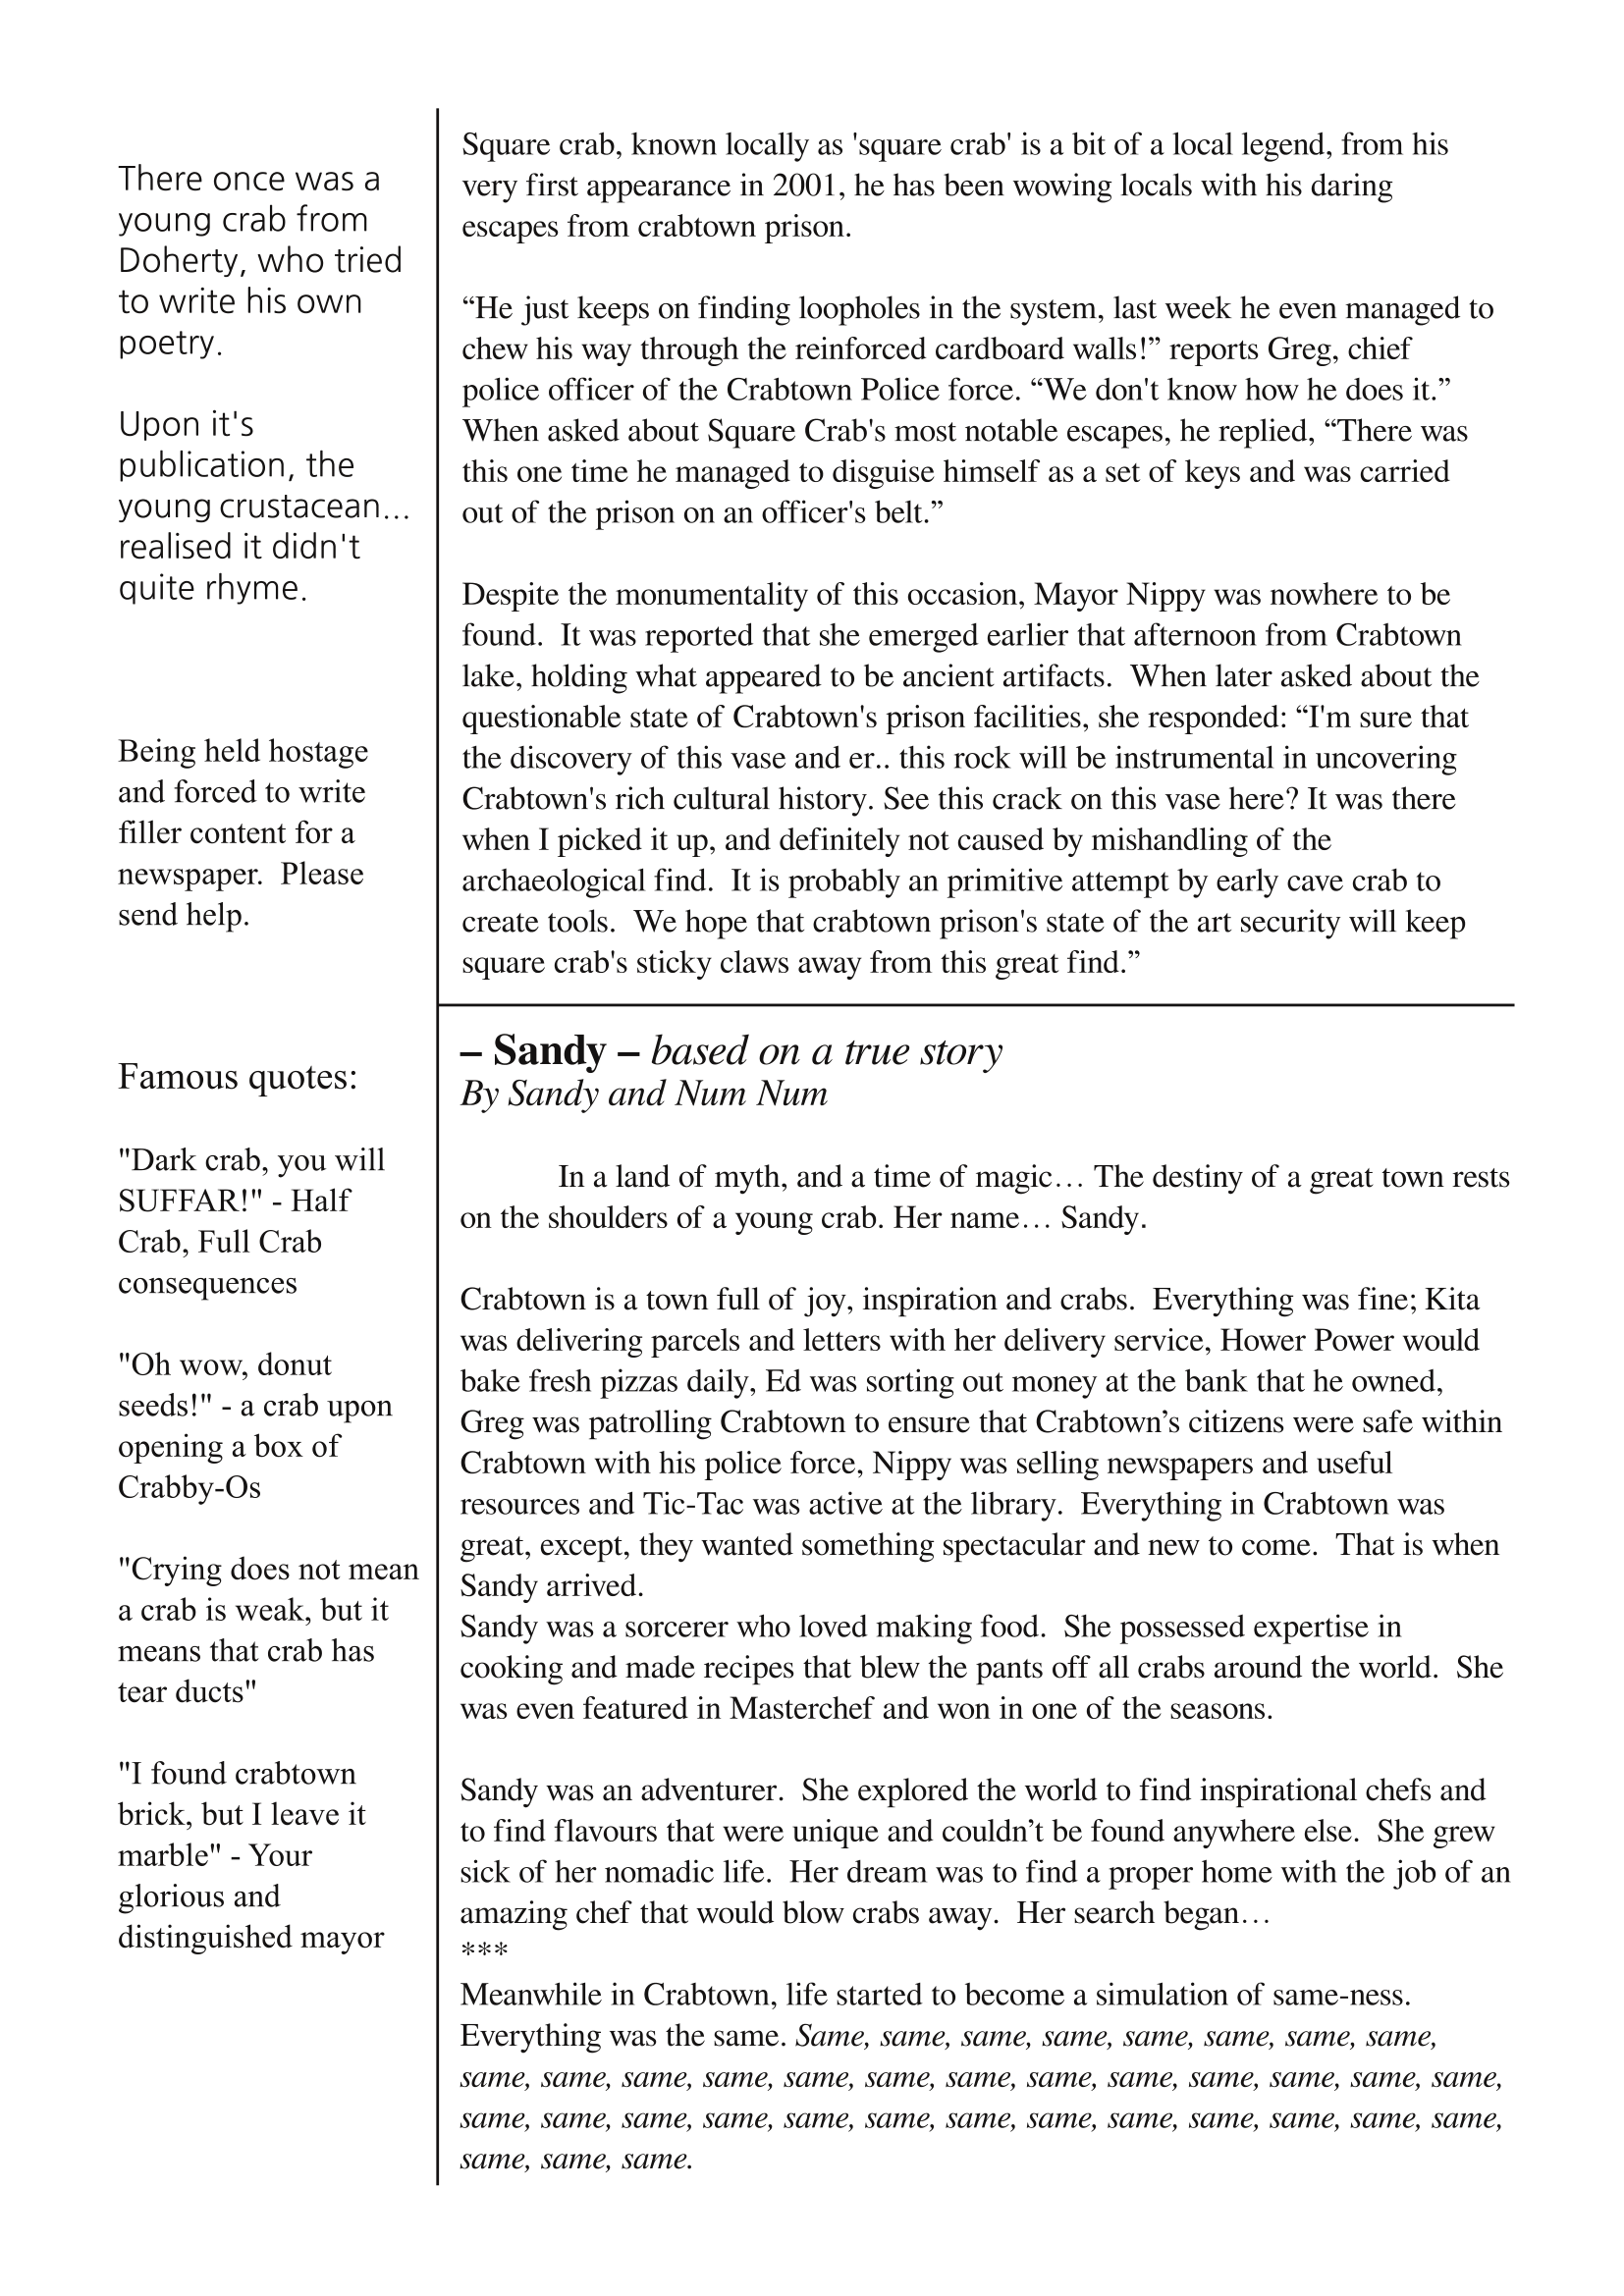 There once was a
young crab from
Doherty, who tried
to write his own
poetry.
Upon it's
publication, the
young crustacean...
realised it didn't
quite rhyme.
Being held hostage
and forced to write
filler content for a
newspaper.  Please
send help.
Famous quotes:
"Dark crab, you will
SUFFAR!" - Half
Crab, Full Crab
consequences
"Oh wow, donut
seeds!" - a crab upon
opening a box of
Crabby-Os
"Crying does not mean
a crab is weak, but it
means that crab has
tear ducts"
"I found crabtown
brick, but I leave it
marble" - Your
glorious and
distinguished mayor
Square crab, known locally as 'square crab' is a bit of a local legend, from his
very first appearance in 2001, he has been wowing locals with his daring
escapes from crabtown prison.
“He just keeps on finding loopholes in the system, last week he even managed to
chew his way through the reinforced cardboard walls!” reports Greg, chief
police officer of the Crabtown Police force. “We don't know how he does it.”
When asked about Square Crab's most notable escapes, he replied, “There was
this one time he managed to disguise himself as a set of keys and was carried
out of the prison on an officer's belt.”
Despite the monumentality of this occasion, Mayor Nippy was nowhere to be
found.  It was reported that she emerged earlier that afternoon from Crabtown
lake, holding what appeared to be ancient artifacts.  When later asked about the
questionable state of Crabtown's prison facilities, she responded: “I'm sure that
the discovery of this vase and er.. this rock will be instrumental in uncovering
Crabtown's rich cultural history. See this crack on this vase here? It was there
when I picked it up, and definitely not caused by mishandling of the
archaeological find.  It is probably an primitive attempt by early cave crab to
create tools.  We hope that crabtown prison's state of the art security will keep
square crab's sticky claws away from this great find.”
– Sandy – based on a true story
By Sandy and Num Num
In a land of myth, and a time of magic… The destiny of a great town rests
on the shoulders of a young crab. Her name… Sandy.
Crabtown is a town full of joy, inspiration and crabs.  Everything was fine; Kita
was delivering parcels and letters with her delivery service, Hower Power would
bake fresh pizzas daily, Ed was sorting out money at the bank that he owned,
Greg was patrolling Crabtown to ensure that Crabtown’s citizens were safe within
Crabtown with his police force, Nippy was selling newspapers and useful
resources and Tic-Tac was active at the library.  Everything in Crabtown was
great, except, they wanted something spectacular and new to come.  That is when
Sandy arrived.
Sandy was a sorcerer who loved making food.  She possessed expertise in
cooking and made recipes that blew the pants off all crabs around the world.  She
was even featured in Masterchef and won in one of the seasons.
Sandy was an adventurer.  She explored the world to find inspirational chefs and
to find flavours that were unique and couldn’t be found anywhere else.  She grew
sick of her nomadic life.  Her dream was to find a proper home with the job of an
amazing chef that would blow crabs away.  Her search began…
***
Meanwhile in Crabtown, life started to become a simulation of same-ness.
Everything was the same. Same, same, same, same, same, same, same, same,
same, same, same, same, same, same, same, same, same, same, same, same, same,
same, same, same, same, same, same, same, same, same, same, same, same, same,
same, same, same.